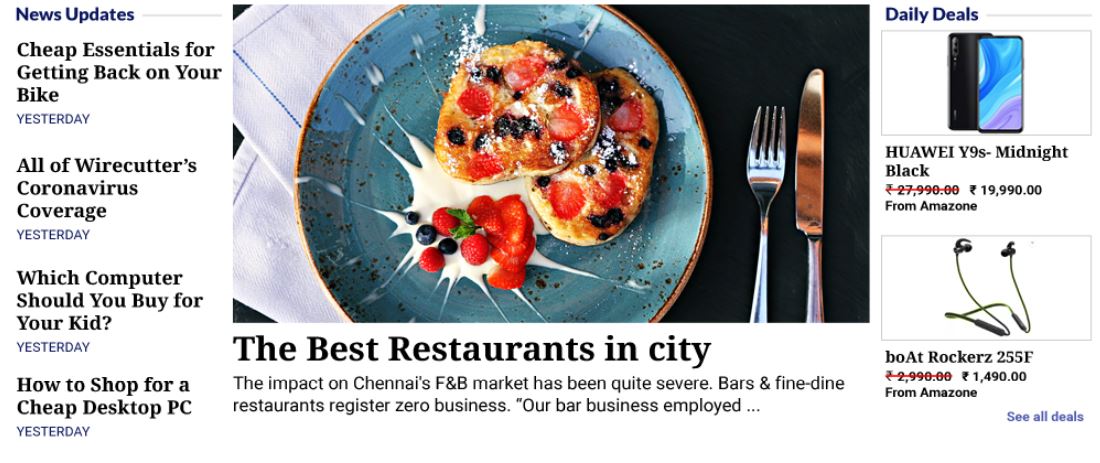 News Updates
Cheap Essentials for
Getting Back on Your
Bike
YESTERDAY
All of Wirecutter’s
Coronavirus
Coverage
YESTERDAY
Which Computer
Should You Buy for
Your Kid?
YESTERDAY
How to Shop for a
Cheap Desktop PC
YESTERDAY
The Best Restaurants in city
The impact on Chennai's F&B market has been quite severe. Bars & fine-dine
restaurants register zero business. “Our bar business employed ...
Daily Deals
HUAWEI Y9s- Midnight
Black
₹ 27,990.00 ₹ 19,990.00
From Amazone
boAt Rockerz 255F
₹ 2,990.00 ₹ 1,490.00
From Amazone
See all deals